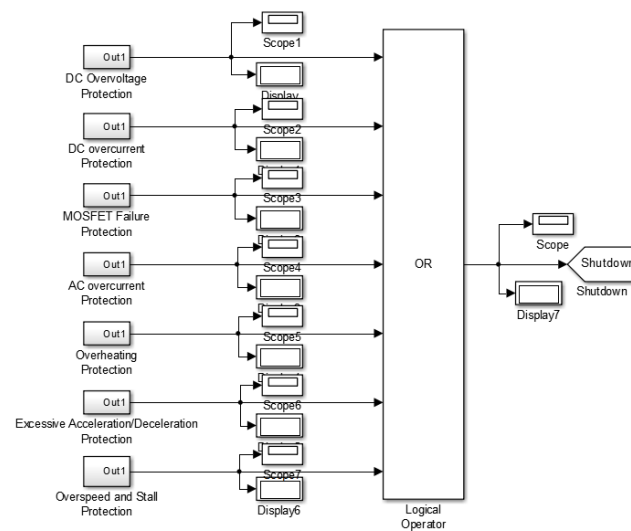 Out1
DC Overvoltage
Protection
Scope1
Display
Out1
DC overcurrent
Protection
Scope2
Out1
MOSFET Failure
Protection
Scope3
Out1
AC overcurrent
Protection
Scope4
Out1
Overheating
Protection
Scope5
Out1
Excessive Acceleration/Deceleration
Protection
Scope6
Out1
Overspeed and Stall
Protection
Scope7
Display6
OR
Logical
Operator
Scope
Display7
Shutdown
Shutdown